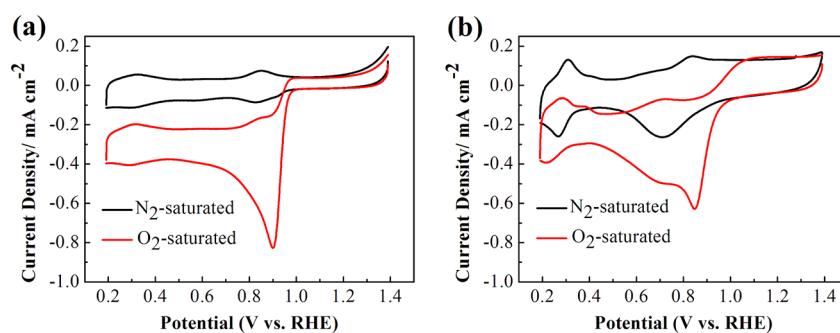 (a)
Current Density/ mA cm⁻²
0.2
0.0
-0.2
-0.4
-0.6
-0.8
-1.0
N₂-saturated
O₂-saturated
0.2 0.4 0.6 0.8 1.0 1.2 1.4
Potential (V vs. RHE)
(b)
Current Density/ mA cm⁻²
0.2
0.0
-0.2
-0.4
-0.6
-0.8
-1.0
N₂-saturated
O₂-saturated
0.2 0.4 0.6 0.8 1.0 1.2 1.4
Potential (V vs. RHE)